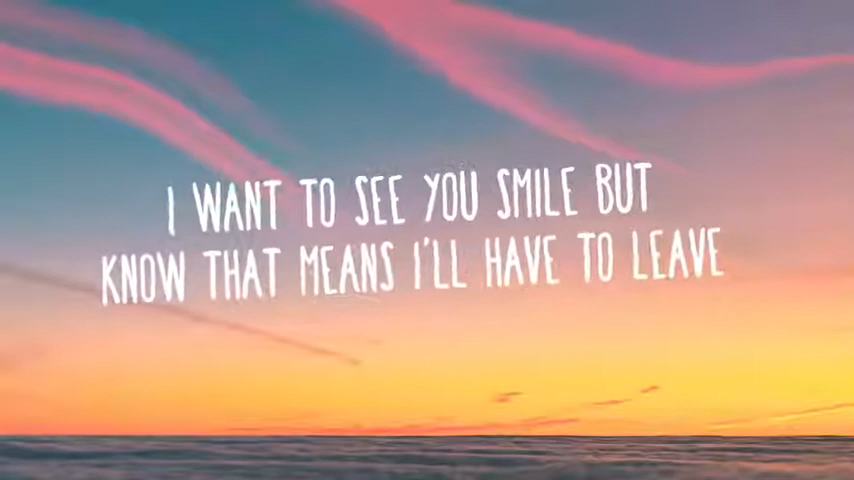 I WANT TO SEE YOU SMILE BUT
KNOW THAT MEANS I'LL HAVE TO LEAVE